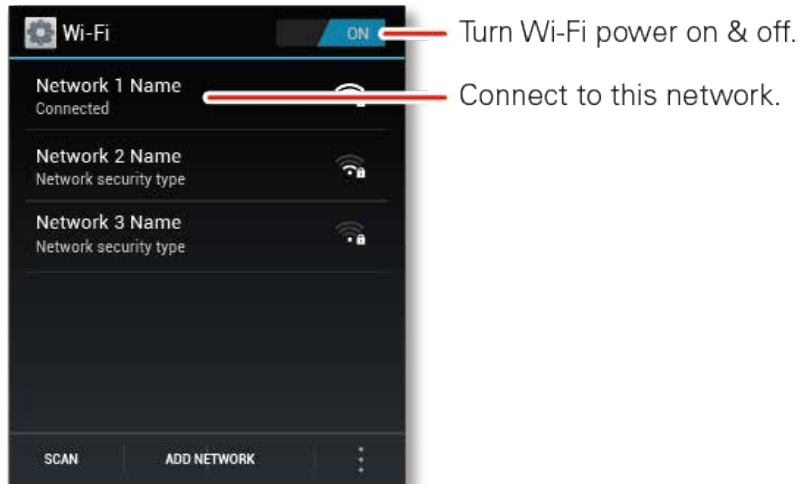 Wi-Fi
ON
Turn Wi-Fi power on & off.
Network 1 Name
Connected
Connect to this network.
Network 2 Name
Network security type
Network 3 Name
Network security type
SCAN
ADD NETWORK